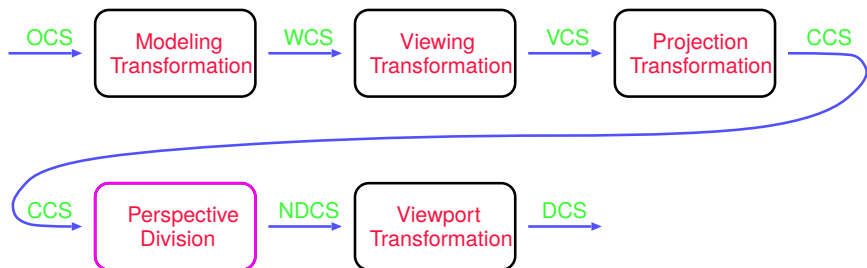 OCS
Modeling
Transformation
WCS
Viewing
Transformation
VCS
Projection
Transformation
CCS
CCS
Perspective
Division
NDCS
Viewport
Transformation
DCS